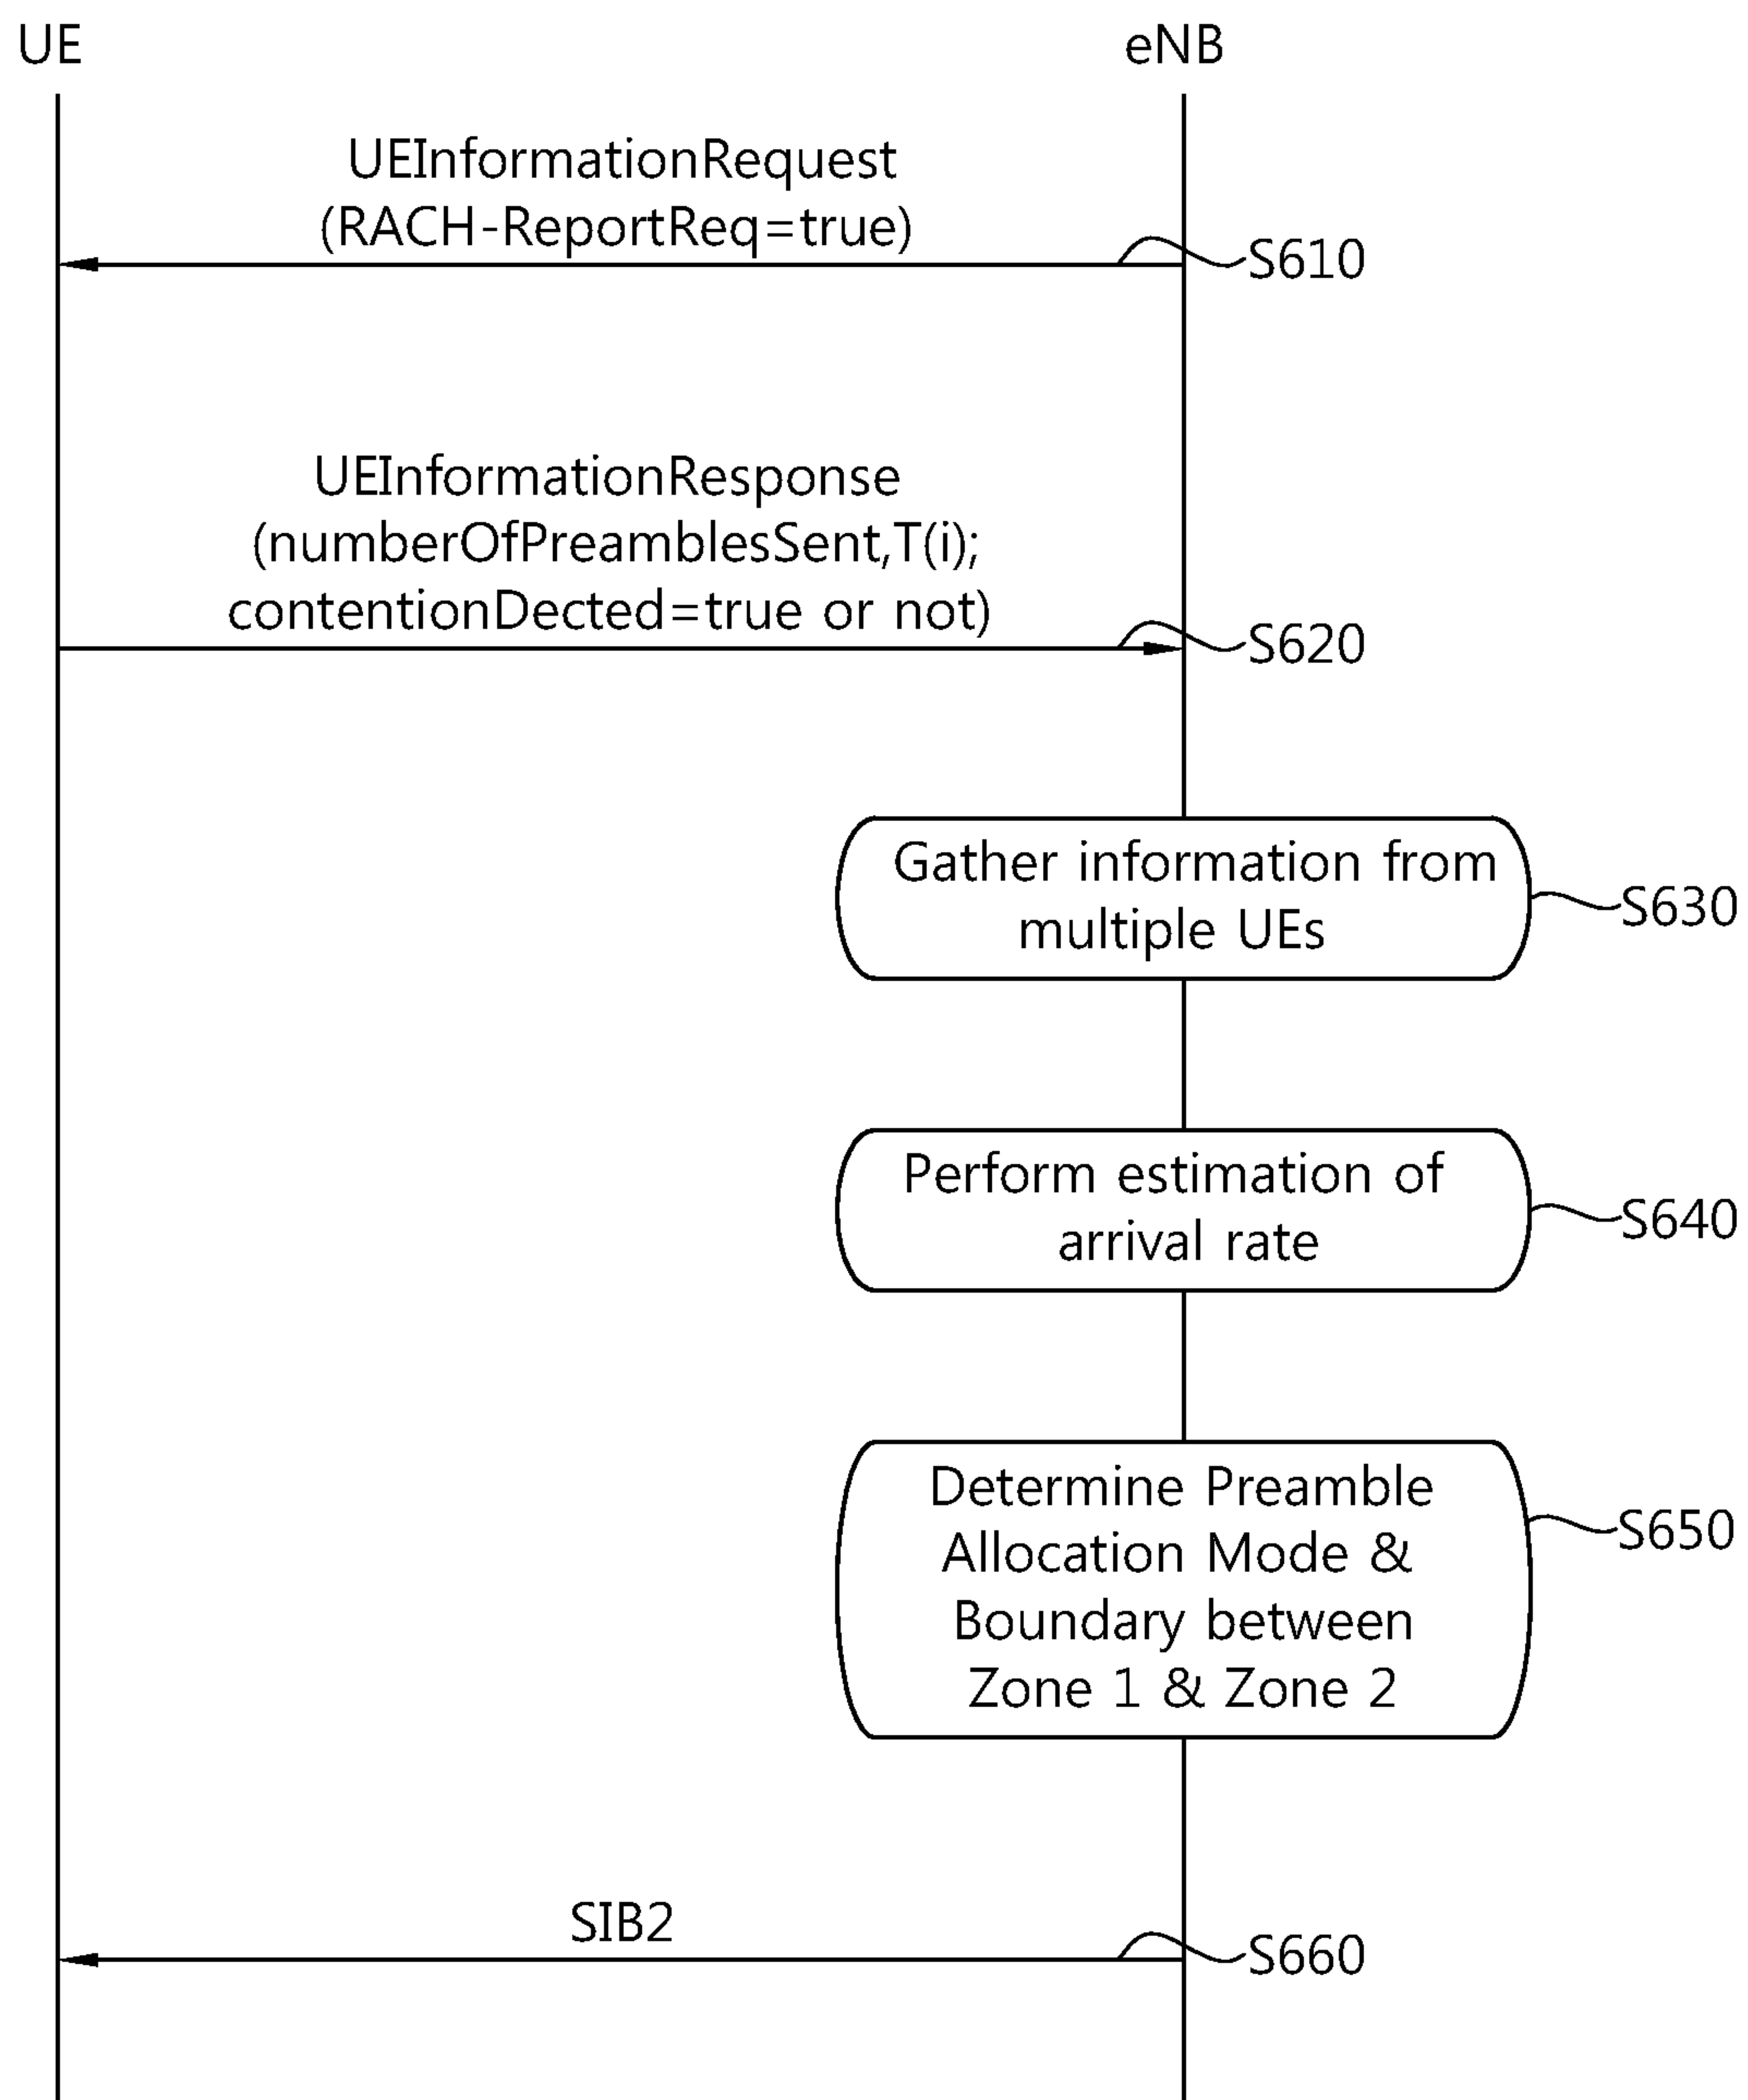 UE
eNB
UEInformationRequest
(RACH-ReportReq=true)
S610
UEInformationResponse
(numberOfPreamblesSent,T(i);
contentionDected=true or not)
S620
Gather information from
multiple UEs
S630
Perform estimation of
arrival rate
S640
Determine Preamble
Allocation Mode &
Boundary between
Zone 1 & Zone 2
S650
SIB2
S660